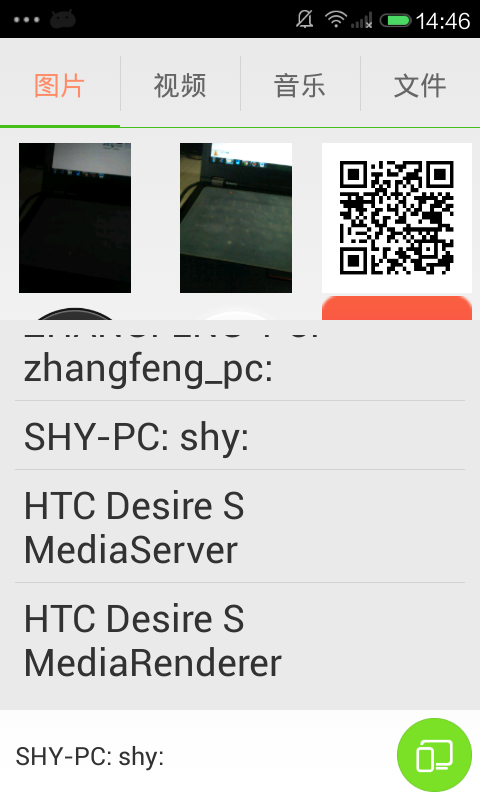 14:46
图片 视频 音乐 文件
zhangfeng_pc:
SHY-PC: shy:
HTC Desire S
MediaServer
HTC Desire S
MediaRenderer
SHY-PC: shy: